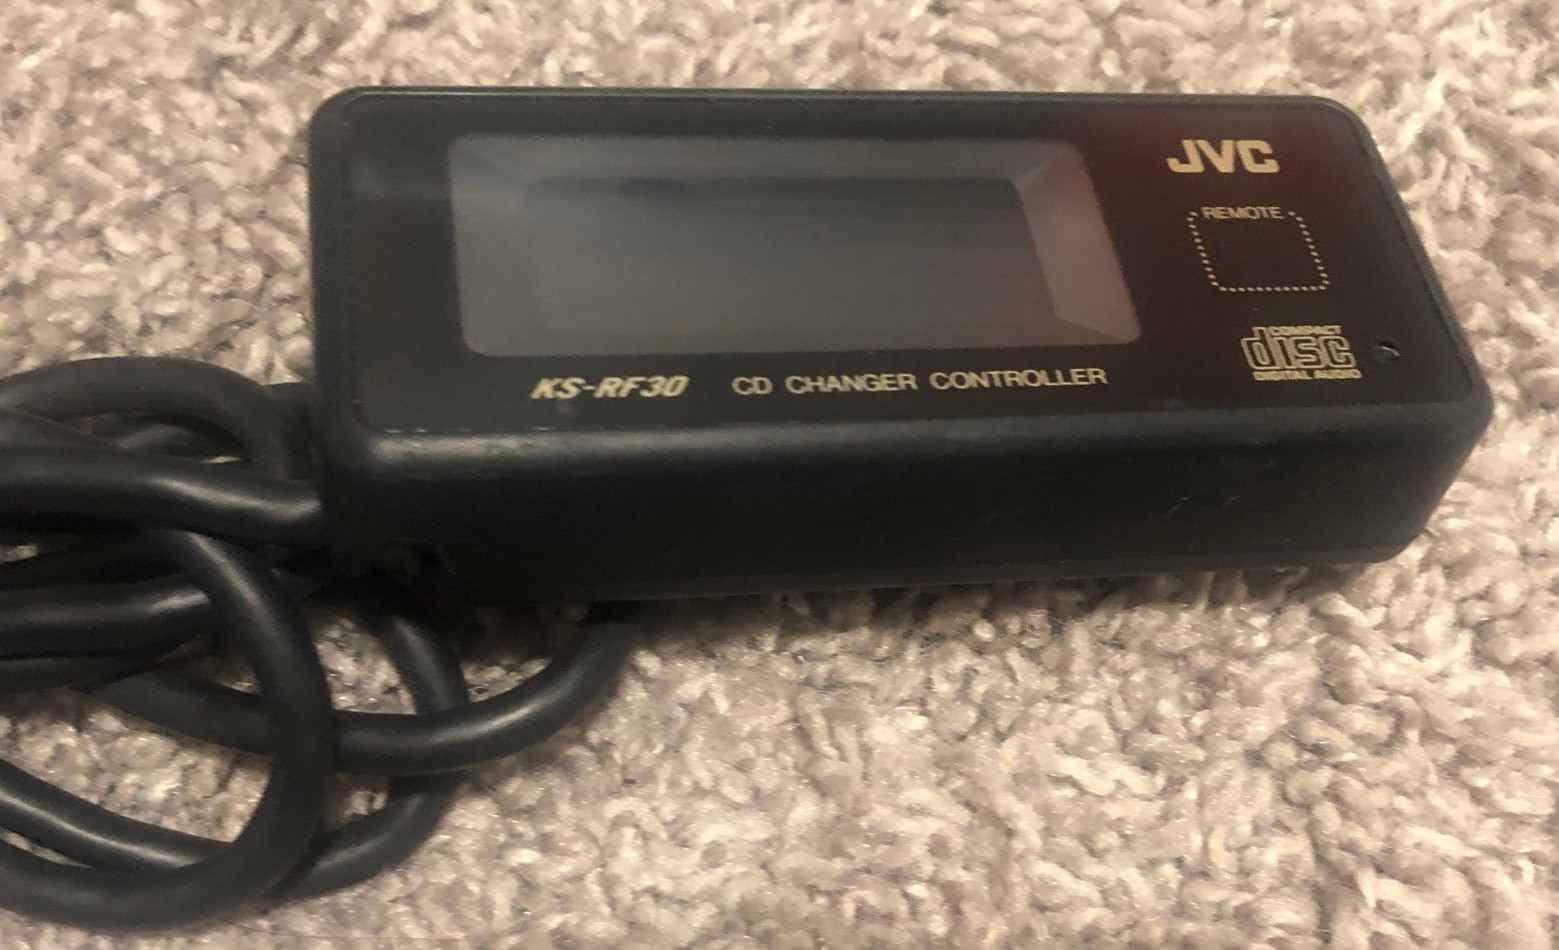 JVC
REMOTE
COMPACT
disc
DIGITAL AUDIO
KS-RF30 CD CHANGER CONTROLLER